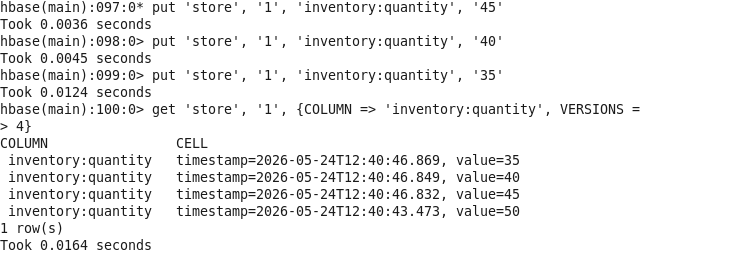 hbase(main):097:0* put 'store', '1', 'inventory:quantity', '45'
Took 0.0036 seconds
hbase(main):098:0> put 'store', '1', 'inventory:quantity', '40'
Took 0.0045 seconds
hbase(main):099:0> put 'store', '1', 'inventory:quantity', '35'
Took 0.0124 seconds
hbase(main):100:0> get 'store', '1', {COLUMN => 'inventory:quantity', VERSIONS =
> 4}
COLUMN CELL
inventory:quantity timestamp=2026-05-24T12:40:46.869, value=35
inventory:quantity timestamp=2026-05-24T12:40:46.849, value=40
inventory:quantity timestamp=2026-05-24T12:40:46.832, value=45
inventory:quantity timestamp=2026-05-24T12:40:43.473, value=50
1 row(s)
Took 0.0164 seconds